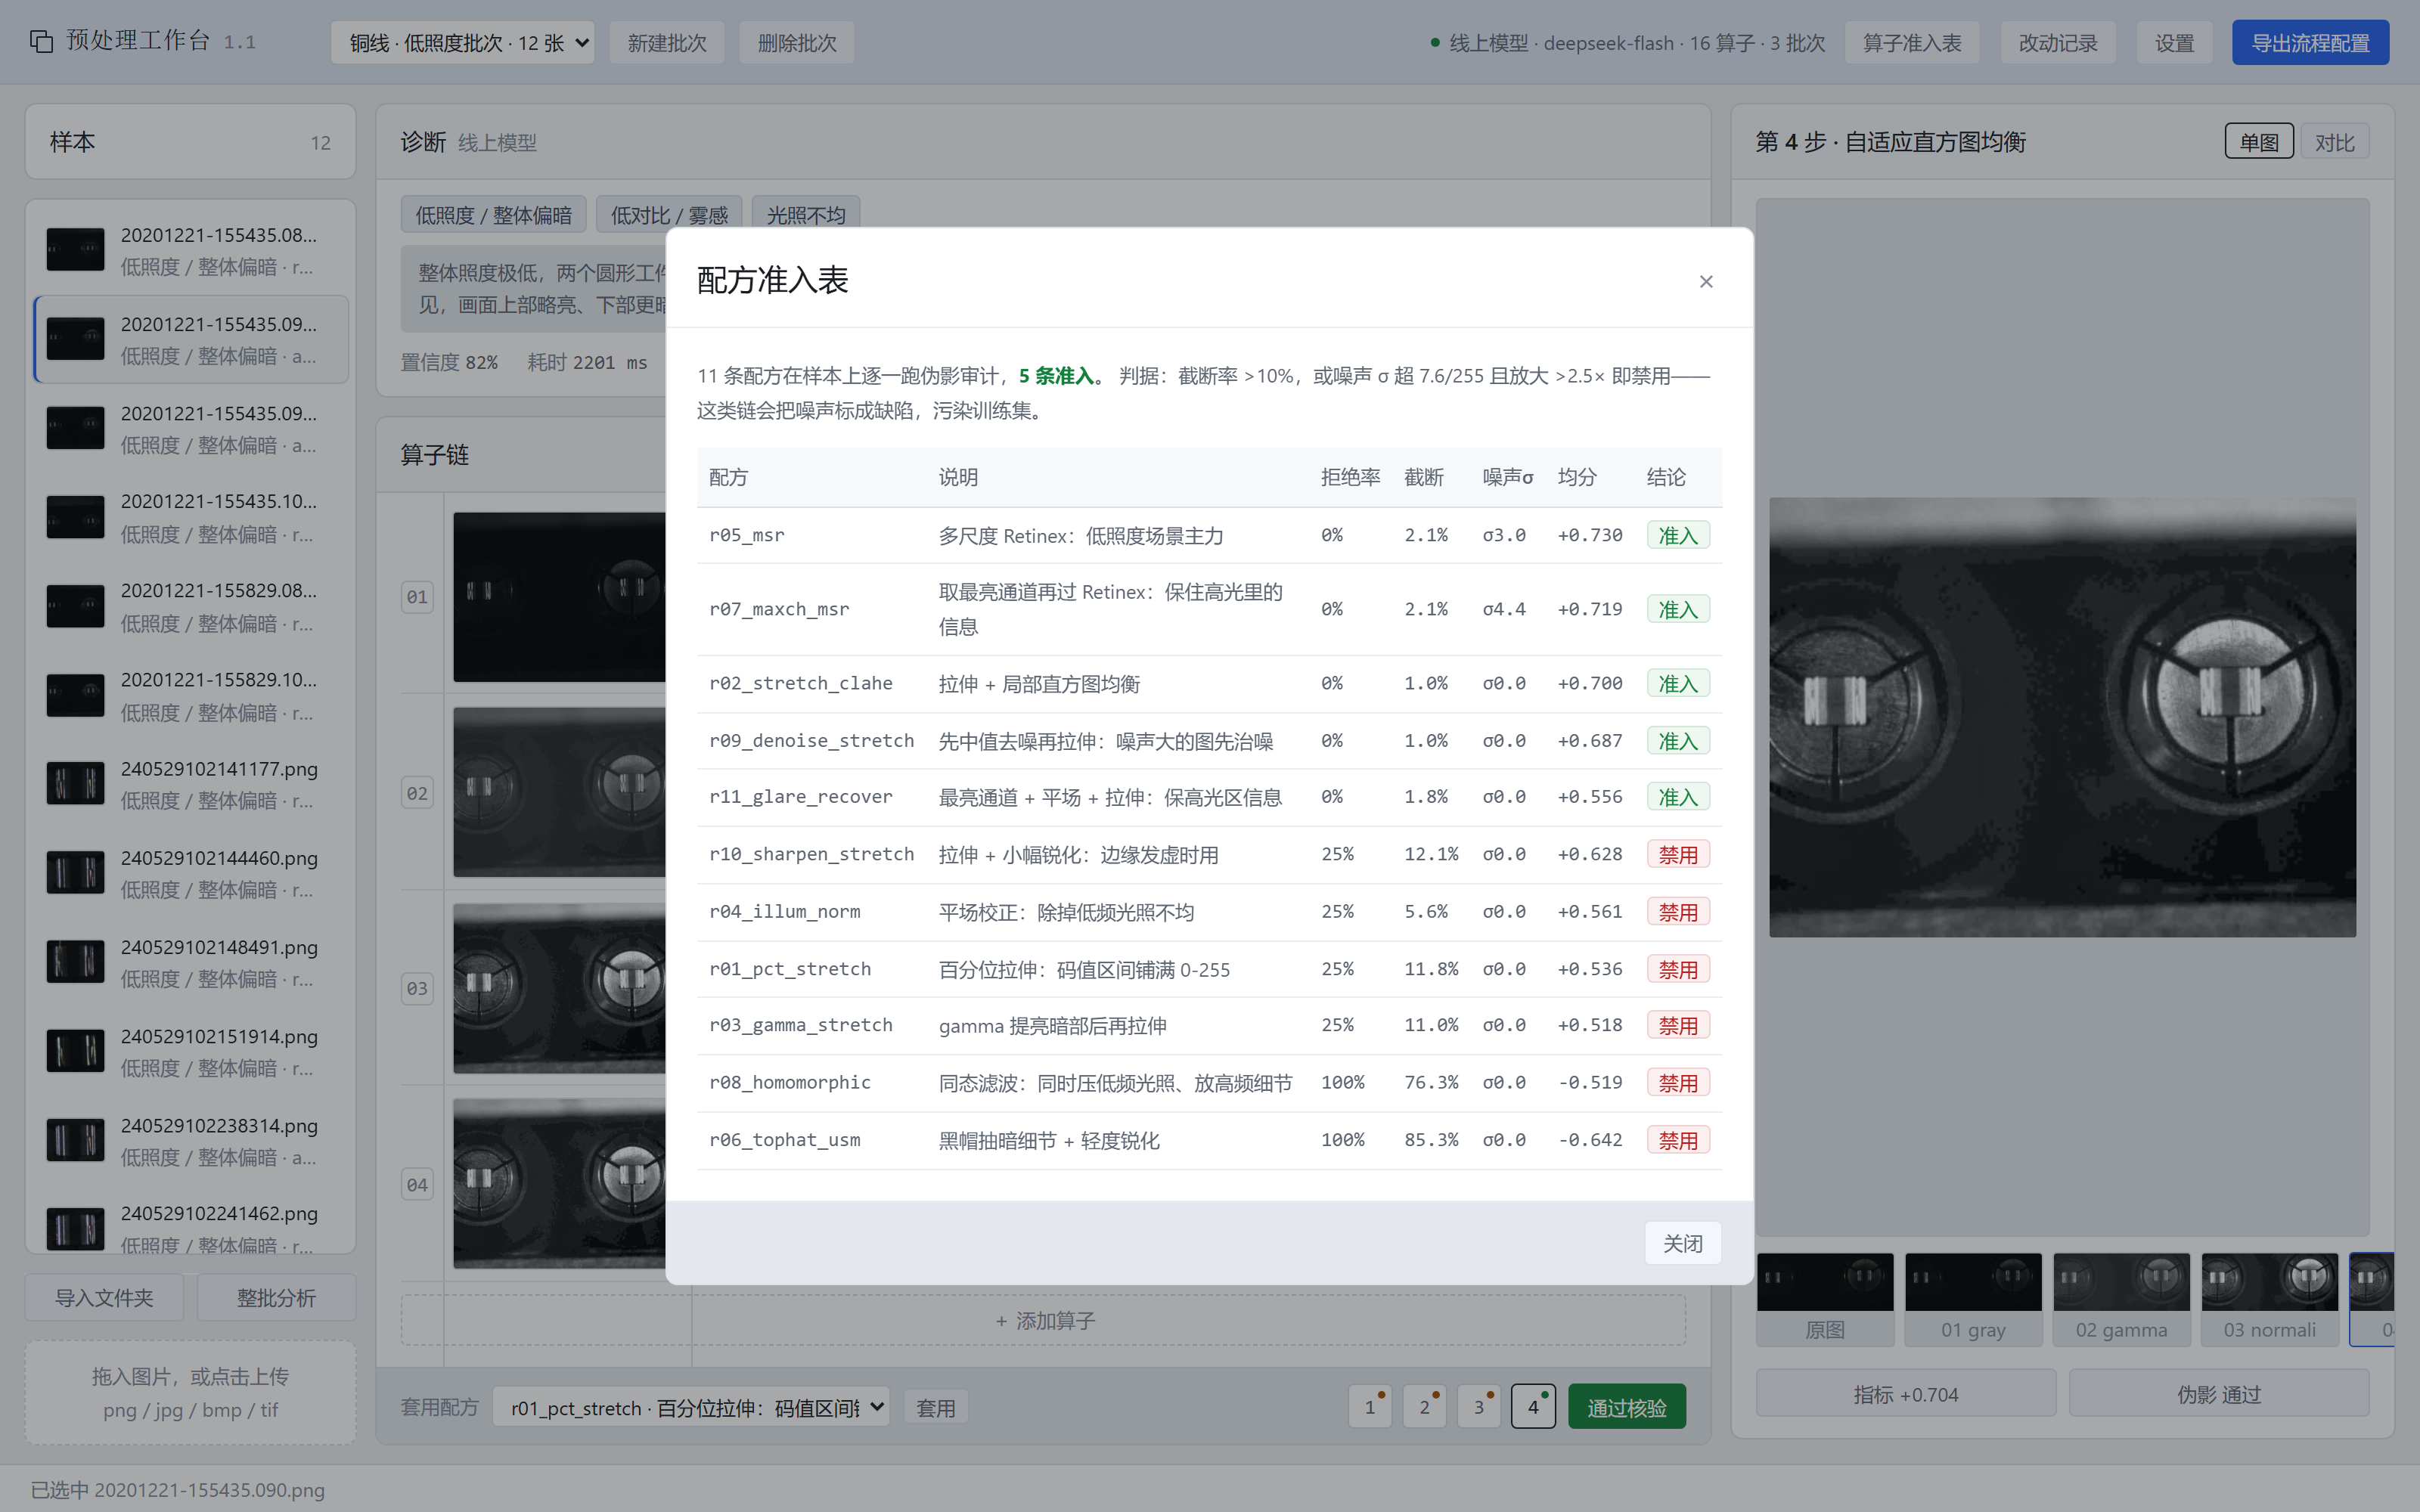 预处理工作台 1.1
铜线 · 低照度批次 · 12 张
新建批次
删除批次
线上模型 · deepseek-flash · 16 算子 · 3 批次
算子准入表
改动记录
设置
导出流程配置
样本 12
20201221-155435.08...
低照度 / 整体偏暗 · r...
20201221-155435.09...
低照度 / 整体偏暗 · a...
20201221-155435.09...
低照度 / 整体偏暗 · a...
20201221-155435.10...
低照度 / 整体偏暗 · r...
20201221-155829.08...
低照度 / 整体偏暗 · r...
20201221-155829.10...
低照度 / 整体偏暗 · r...
240529102141177.png
低照度 / 整体偏暗 · r...
240529102144460.png
低照度 / 整体偏暗 · r...
240529102148491.png
低照度 / 整体偏暗 · r...
240529102151914.png
低照度 / 整体偏暗 · r...
240529102238314.png
低照度 / 整体偏暗 · a...
240529102241462.png
低照度 / 整体偏暗 · r...
导入文件夹
整批分析
拖入图片，或点击上传
png / jpg / bmp / tif
诊断 线上模型
低照度 / 整体偏暗
低对比 / 雾感
光照不均
整体照度极低，两个圆形工件
见，画面上部略亮、下部更暗
置信度 82% 耗时 2201 ms
算子链
01
02
03
04
+ 添加算子
套用配方
r01_pct_stretch · 百分位拉伸：码值区间
套用
1
2
3
4
通过核验
配方准入表
×
11 条配方在样本上逐一跑伪影审计，5 条准入。 判据：截断率 >10%，或噪声 σ 超 7.6/255 且放大 >2.5× 即禁用——
这类链会把噪声标成缺陷，污染训练集。
配方 说明 拒绝率 截断 噪声σ 均分 结论
r05_msr 多尺度 Retinex：低照度场景主力 0% 2.1% σ3.0 +0.730 准入
r07_maxch_msr 取最亮通道再过 Retinex：保住高光里的
信息 0% 2.1% σ4.4 +0.719 准入
r02_stretch_clahe 拉伸 + 局部直方图均衡 0% 1.0% σ0.0 +0.700 准入
r09_denoise_stretch 先中值去噪再拉伸：噪声大的图先治噪 0% 1.0% σ0.0 +0.687 准入
r11_glare_recover 最亮通道 + 平场 + 拉伸：保高光区信息 0% 1.8% σ0.0 +0.556 准入
r10_sharpen_stretch 拉伸 + 小幅锐化：边缘发虚时用 25% 12.1% σ0.0 +0.628 禁用
r04_illum_norm 平场校正：除掉低频光照不均 25% 5.6% σ0.0 +0.561 禁用
r01_pct_stretch 百分位拉伸：码值区间铺满 0-255 25% 11.8% σ0.0 +0.536 禁用
r03_gamma_stretch gamma 提亮暗部后再拉伸 25% 11.0% σ0.0 +0.518 禁用
r08_homomorphic 同态滤波：同时压低频光照、放高频细节 100% 76.3% σ0.0 -0.519 禁用
r06_tophat_usm 黑帽抽暗细节 + 轻度锐化 100% 85.3% σ0.0 -0.642 禁用
关闭
第 4 步 · 自适应直方图均衡
单图
对比
原图
01 gray
02 gamma
03 normali
指标 +0.704
伪影 通过
已选中 20201221-155435.090.png